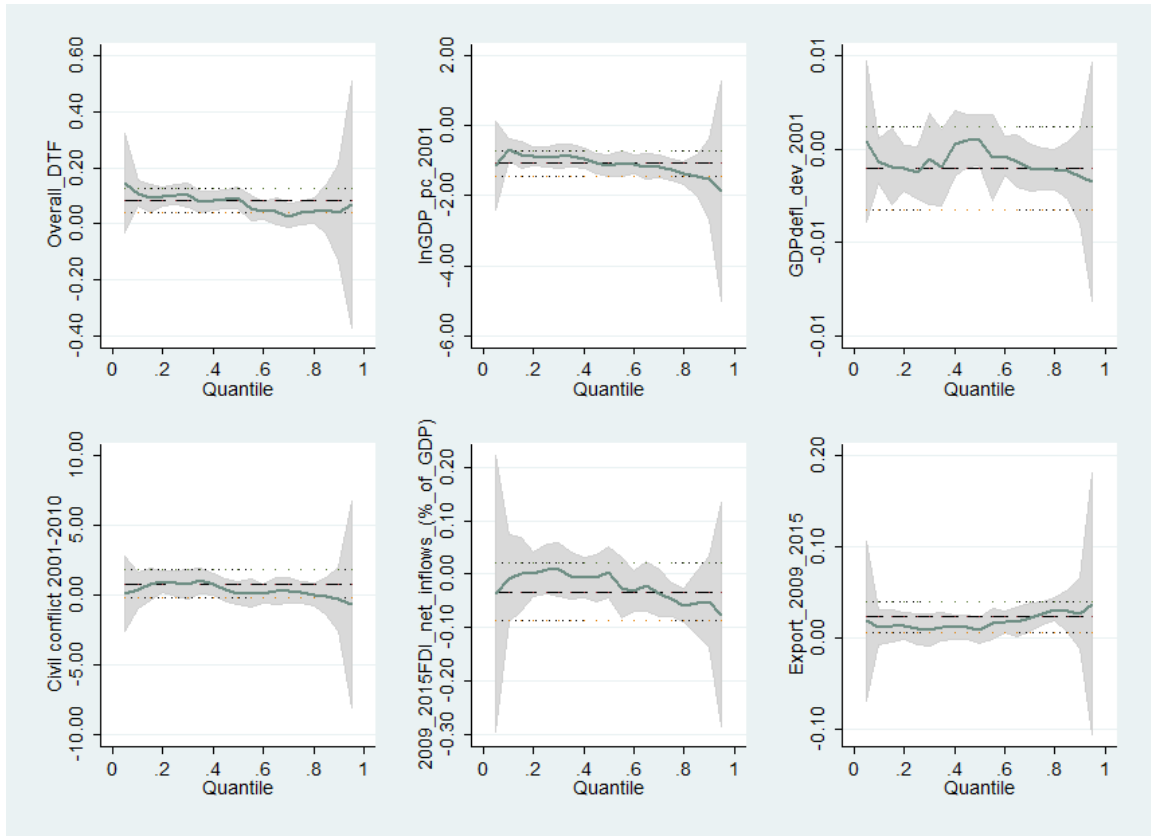 Overall_DTF
0.60
0.40
0.20
0.00
-0.20
-0.40
0 .2 .4 .6 .8 1
Quantile
lnGDP_pc_2001
2.00
0.00
-2.00
-4.00
-6.00
0 .2 .4 .6 .8 1
Quantile
GDPdefl_dev_2001
0.01
0.00
-0.01
-0.01
0 .2 .4 .6 .8 1
Quantile
Civil conflict 2001-2010
10.00
5.00
0.00
-5.00
-10.00
0 .2 .4 .6 .8 1
Quantile
2009_2015FDI_net_inflows_(%_of_GDP)
0.20
0.10
0.00
-0.10
-0.20
-0.30
0 .2 .4 .6 .8 1
Quantile
Export_2009_2015
0.20
0.10
0.00
-0.10
0 .2 .4 .6 .8 1
Quantile